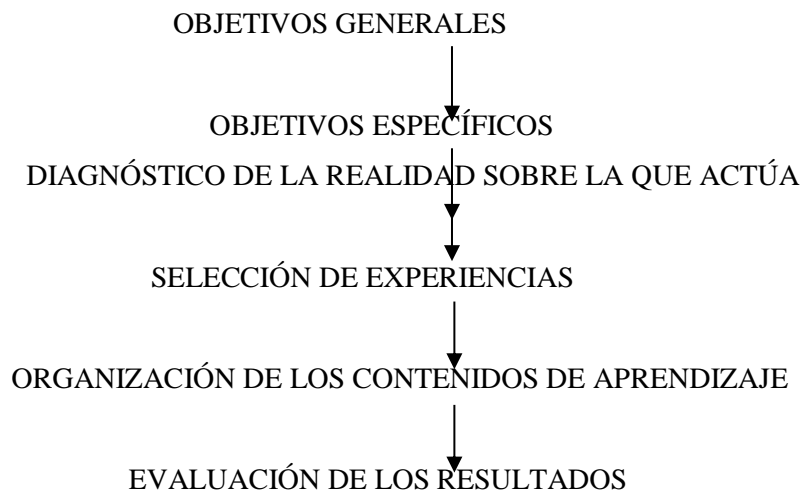 OBJETIVOS GENERALES
OBJETIVOS ESPECÍFICOS
DIAGNÓSTICO DE LA REALIDAD SOBRE LA QUE ACTÚA
SELECCIÓN DE EXPERIENCIAS
ORGANIZACIÓN DE LOS CONTENIDOS DE APRENDIZAJE
EVALUACIÓN DE LOS RESULTADOS